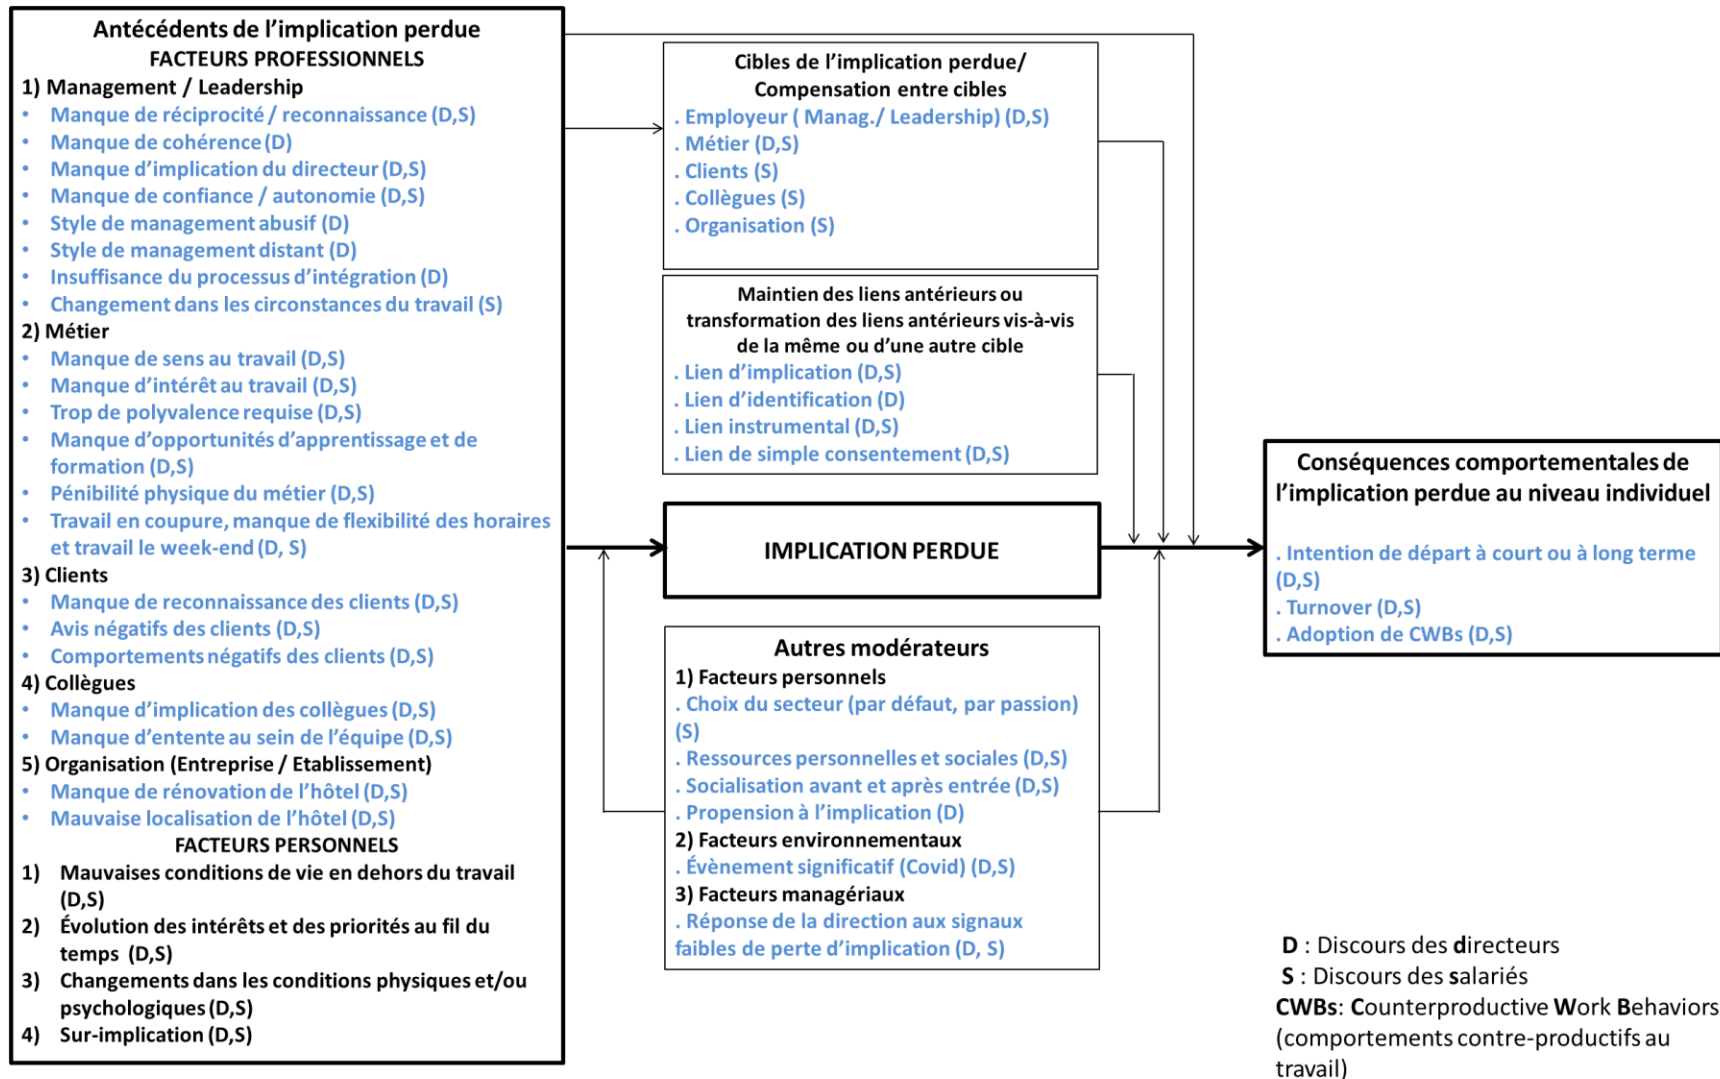 Antécédents de l'implication perdue
FACTEURS PROFESSIONNELS
1) Management / Leadership
• Manque de réciprocité / reconnaissance (D,S)
• Manque de cohérence (D)
• Manque d'implication du directeur (D,S)
• Manque de confiance / autonomie (D,S)
• Style de management abusif (D)
• Style de management distant (D)
• Insuffisance du processus d'intégration (D)
• Changement dans les circonstances du travail (S)
2) Métier
• Manque de sens au travail (D,S)
• Manque d'intérêt au travail (D,S)
• Trop de polyvalence requise (D,S)
• Manque d'opportunités d'apprentissage et de
formation (D,S)
• Pénibilité physique du métier (D,S)
• Travail en coupure, manque de flexibilité des horaires
et travail le week-end (D, S)
3) Clients
• Manque de reconnaissance des clients (D,S)
• Avis négatifs des clients (D,S)
• Comportements négatifs des clients (D,S)
4) Collègues
• Manque d'implication des collègues (D,S)
• Manque d'entente au sein de l'équipe (D,S)
5) Organisation (Entreprise / Etablissement)
• Manque de rénovation de l'hôtel (D,S)
• Mauvaise localisation de l'hôtel (D,S)
FACTEURS PERSONNELS
1) Mauvaises conditions de vie en dehors du travail
(D,S)
2) Évolution des intérêts et des priorités au fil du
temps (D,S)
3) Changements dans les conditions physiques et/ou
psychologiques (D,S)
4) Sur-implication (D,S)
Cibles de l'implication perdue/
Compensation entre cibles
. Employeur ( Manag./ Leadership) (D,S)
. Métier (D,S)
. Clients (S)
. Collègues (S)
. Organisation (S)
Maintien des liens antérieurs ou
transformation des liens antérieurs vis-à-vis
de la même ou d'une autre cible
. Lien d'implication (D,S)
. Lien d'identification (D)
. Lien instrumental (D,S)
. Lien de simple consentement (D,S)
IMPLICATION PERDUE
Autres modérateurs
1) Facteurs personnels
. Choix du secteur (par défaut, par passion)
(S)
. Ressources personnelles et sociales (D,S)
. Socialisation avant et après entrée (D,S)
. Propension à l'implication (D)
2) Facteurs environnementaux
. Évènement significatif (Covid) (D,S)
3) Facteurs managériaux
. Réponse de la direction aux signaux
faibles de perte d'implication (D, S)
Conséquences comportementales de
l'implication perdue au niveau individuel
. Intention de départ à court ou à long terme
(D,S)
. Turnover (D,S)
. Adoption de CWBs (D,S)
D : Discours des directeurs
S : Discours des salariés
CWBs: Counterproductive Work Behaviors
(comportements contre-productifs au
travail)